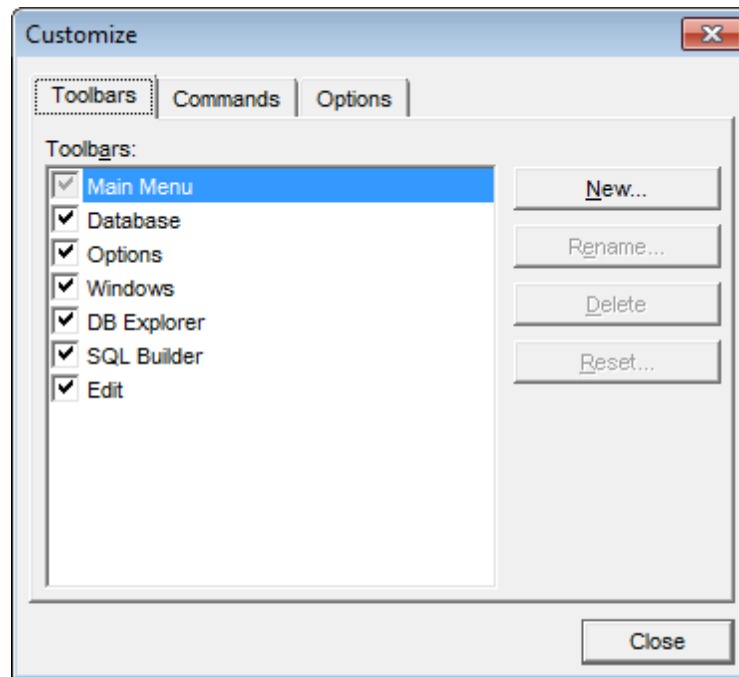 Customize
Toolbars Commands Options
Toolbars:
Main Menu
Database
Options
Windows
DB Explorer
SQL Builder
Edit
New...
Rename...
Delete
Reset...
Close